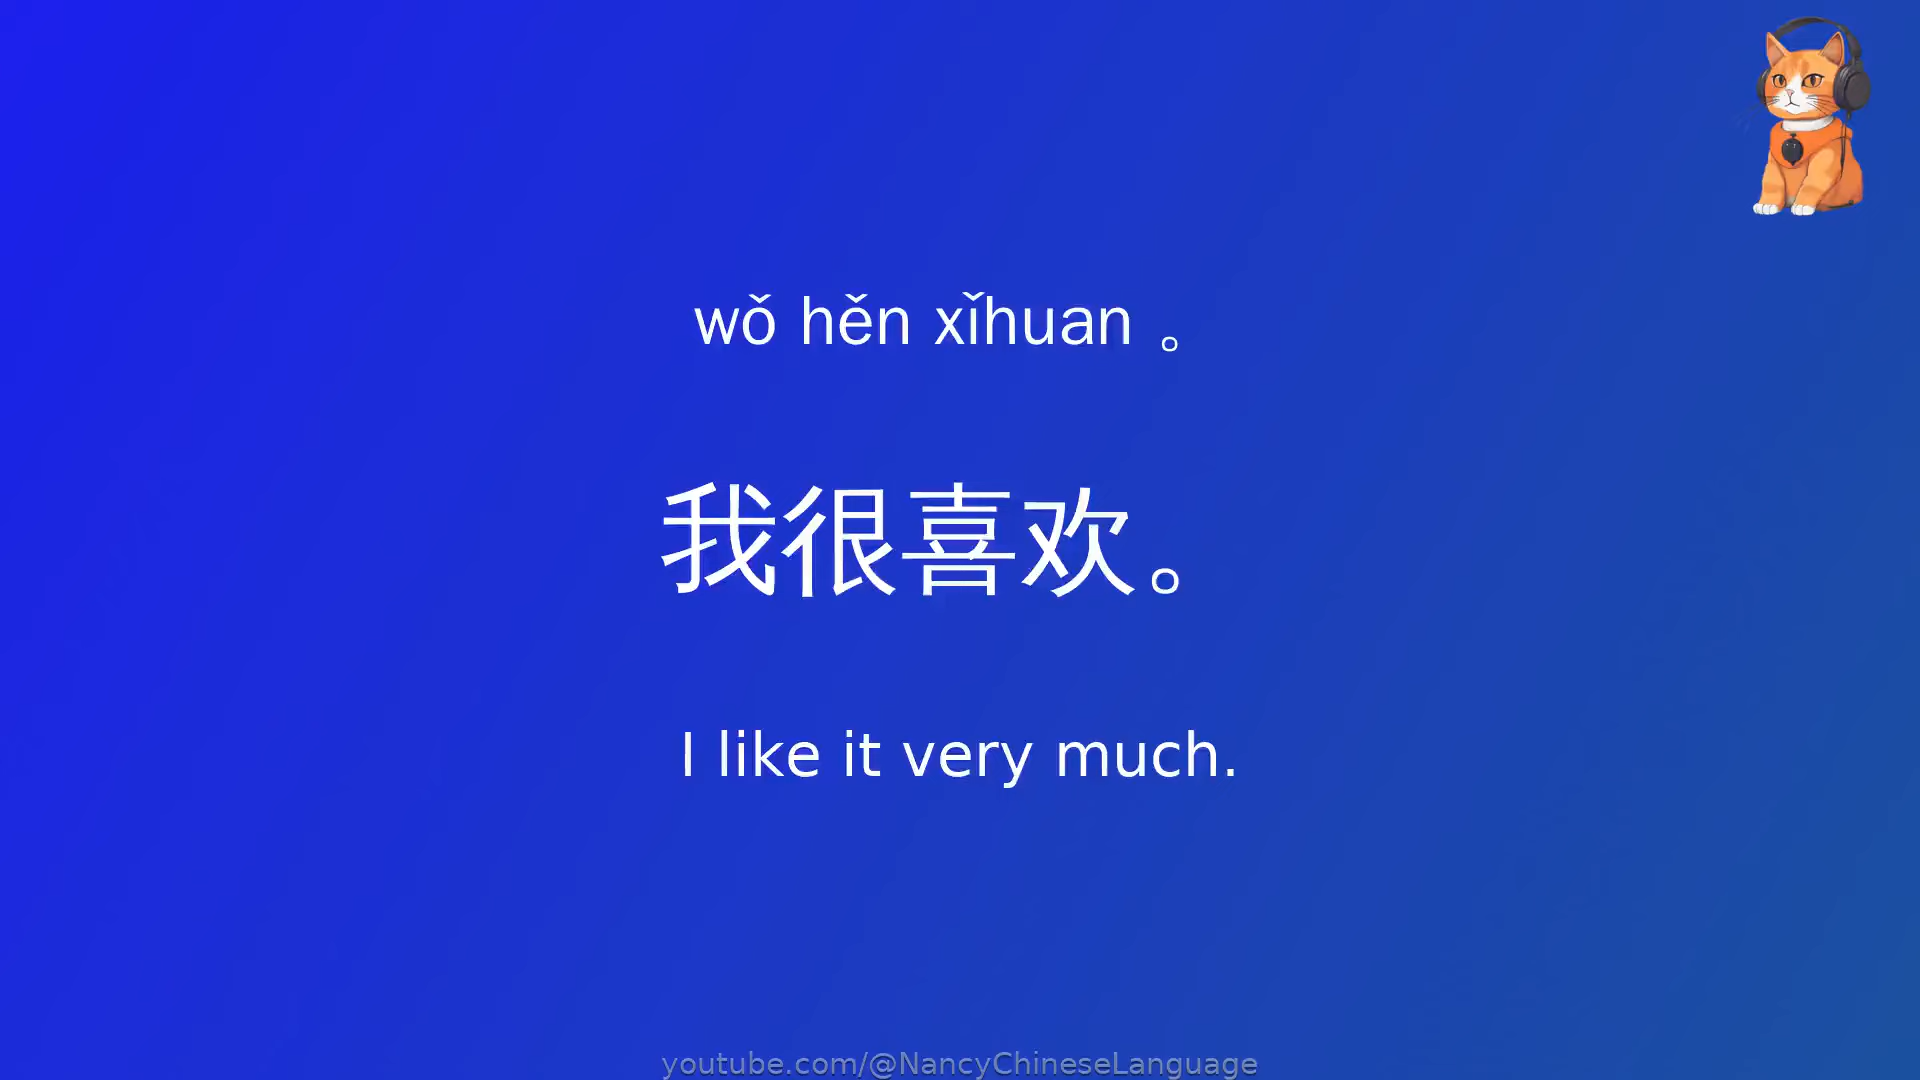 wǒ hěn xǐhuan 。
我很喜欢。
I like it very much.
youtube.com/@NancyChineseLanguage